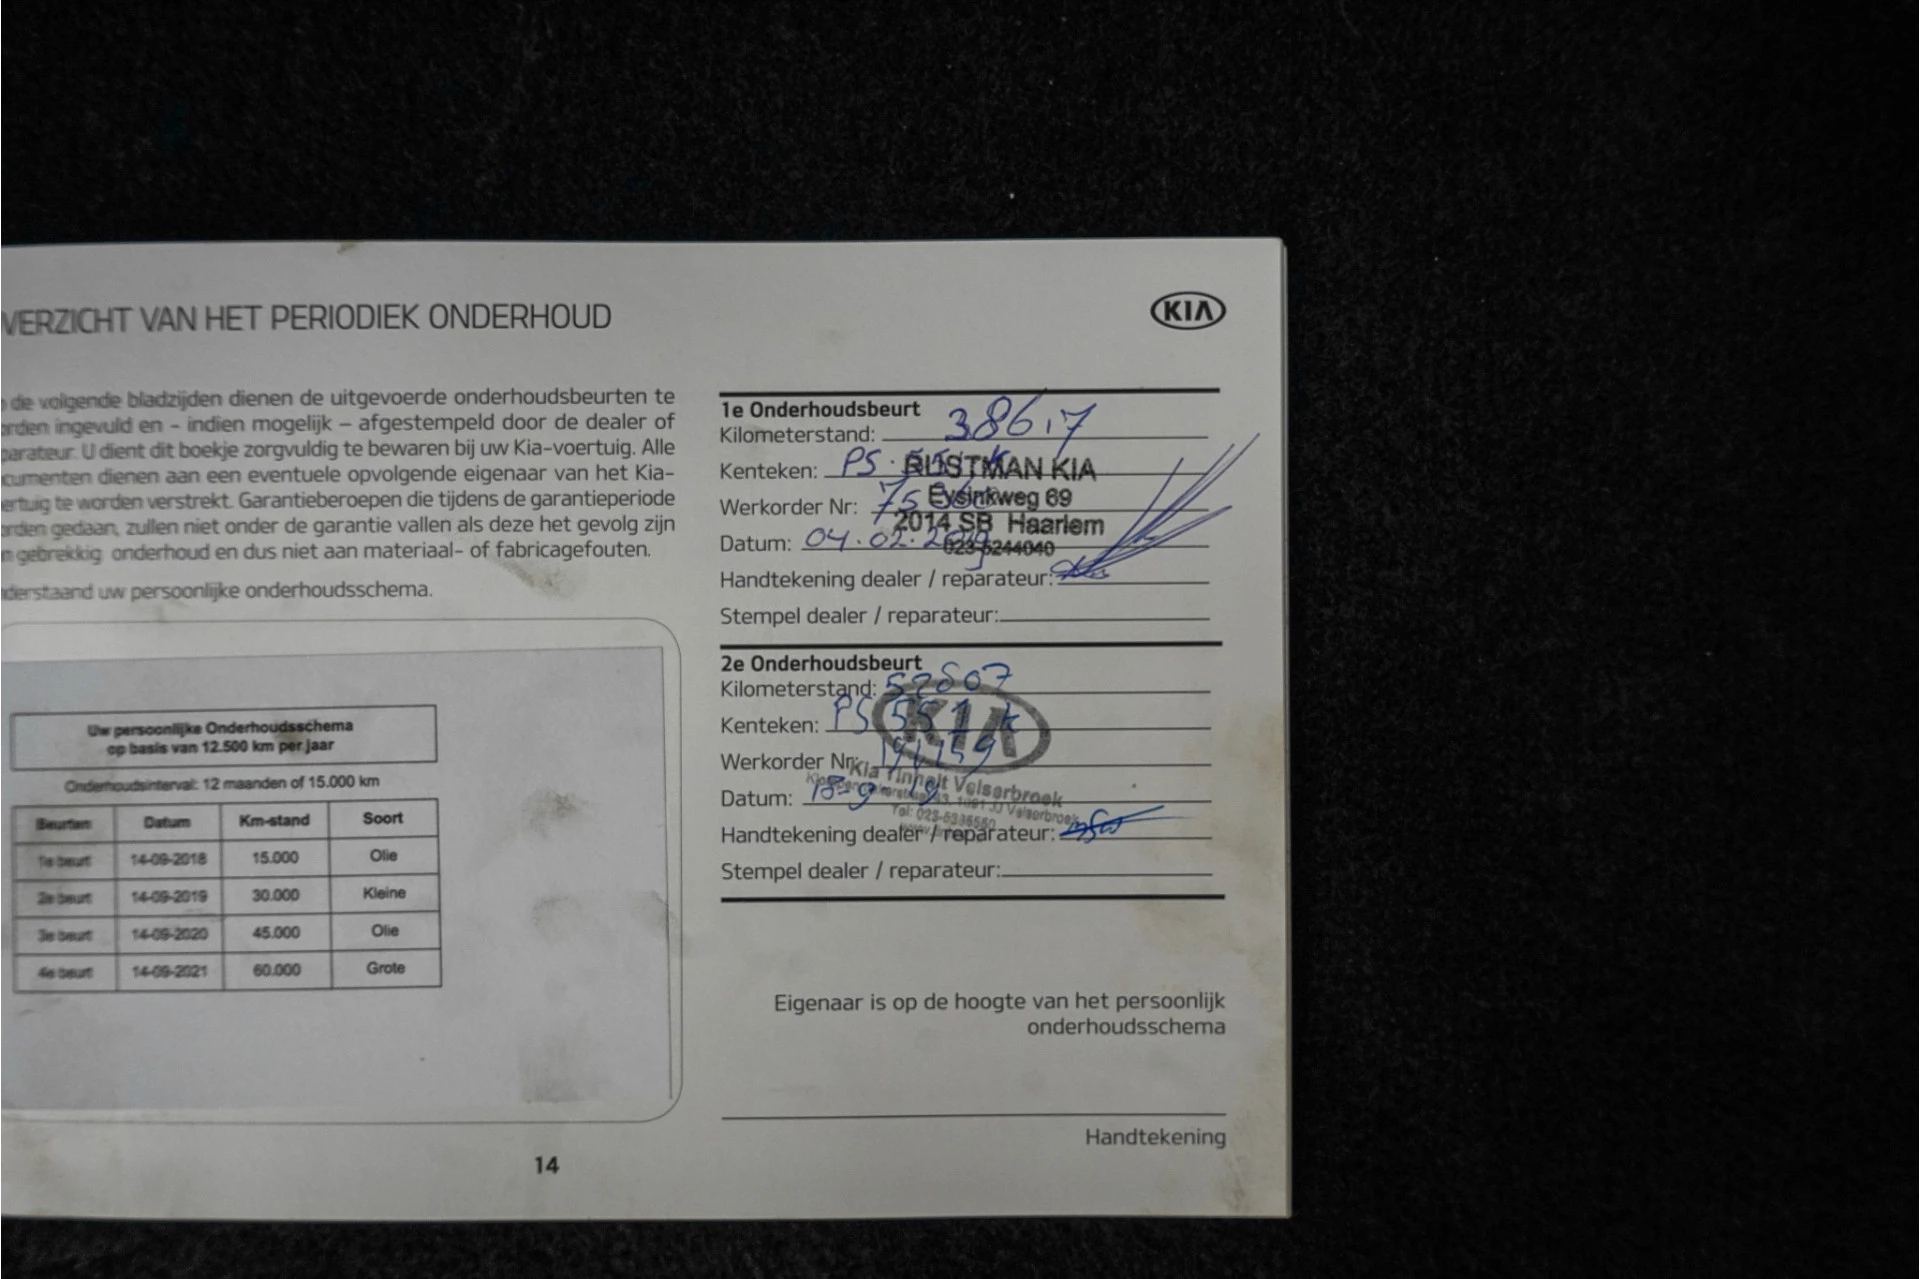 VERZICHT VAN HET PERIODIEK ONDERHOUD
KIA
de volgende bladzijden dienen de uitgevoerde onderhoudsbeurten te
orden ingevuld en – indien mogelijk – afgestempeld door de dealer of
parateur. U dient dit boekje zorgvuldig te bewaren bij uw Kia-voertuig. Alle
cumenten dienen aan een eventuele opvolgende eigenaar van het Kia-
ertuig te worden verstrekt. Garantieberoepen die tijdens de garantieperiode
orden gedaan, zullen niet onder de garantie vallen als deze het gevolg zijn
n gebrekkig onderhoud en dus niet aan materiaal- of fabricagefouten.
derstaand uw persoonlijke onderhoudsschema.
Uw persoonlijke Onderhoudsschema
op basis van 12.500 km per jaar
Onderhoudsinterval: 12 maanden of 15.000 km
Beurten Datum Km-stand Soort
1e beurt 14-09-2018 15.000 Olie
2e beurt 14-09-2019 30.000 Kleine
3e beurt 14-09-2020 45.000 Olie
4e beurt 14-09-2021 60.000 Grote
14
1e Onderhoudsbeurt
Kilometerstand: 38617
Kenteken: PS
RUSTMAN KIA
Werkorder Nr:
Eysinkweg 69
2014 SB Haarlem
Datum: 04.02.2019
023-5244040
Handtekening dealer / reparateur:
Stempel dealer / reparateur:
2e Onderhoudsbeurt
Kilometerstand: 52807
Kenteken: PS
KIA
Werkorder Nr:
Kia Tinholt Velserbroek
Datum:
1991 JJ Velserbroek
Handtekening dealer / reparateur:
Stempel dealer / reparateur:
Eigenaar is op de hoogte van het persoonlijk
onderhoudsschema
Handtekening